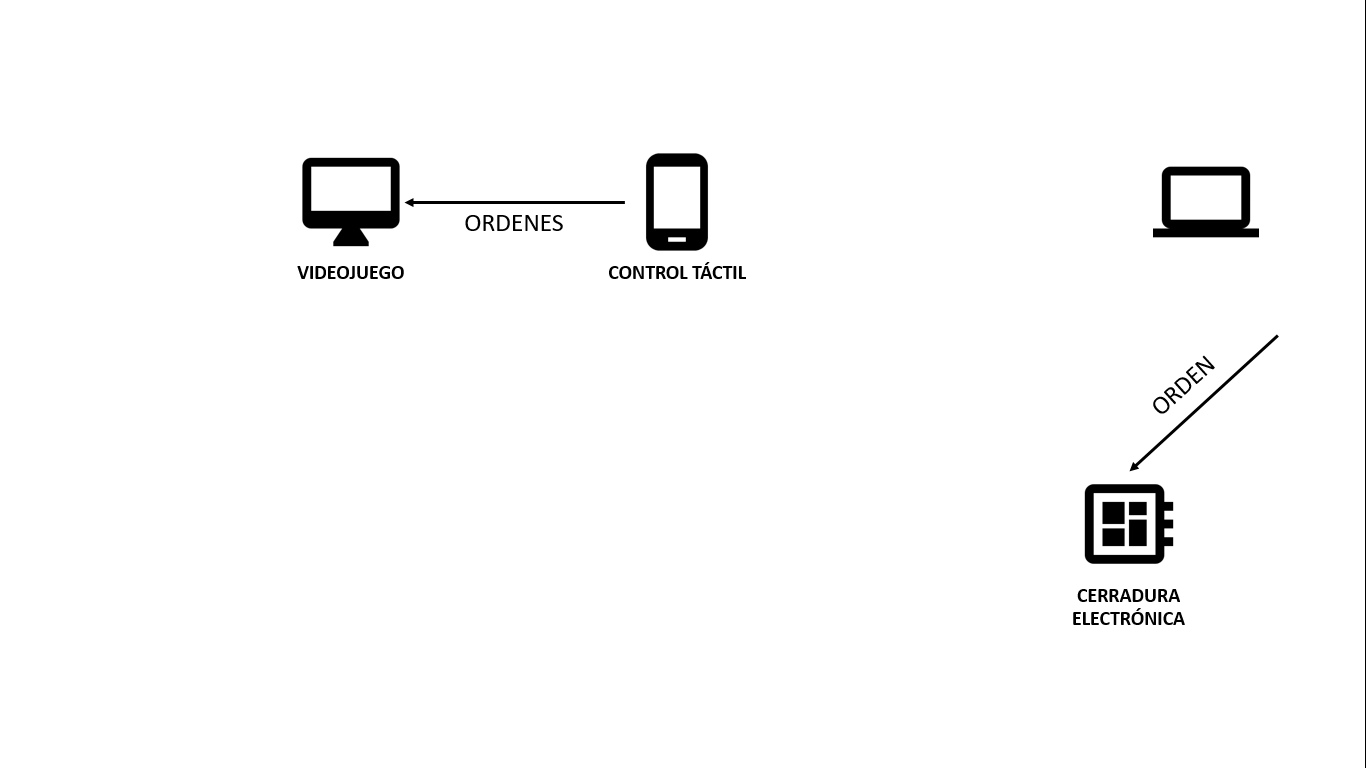 ORDENES
VIDEOJUEGO
CONTROL TÁCTIL
ORDEN
CERRADURA
ELECTRÓNICA